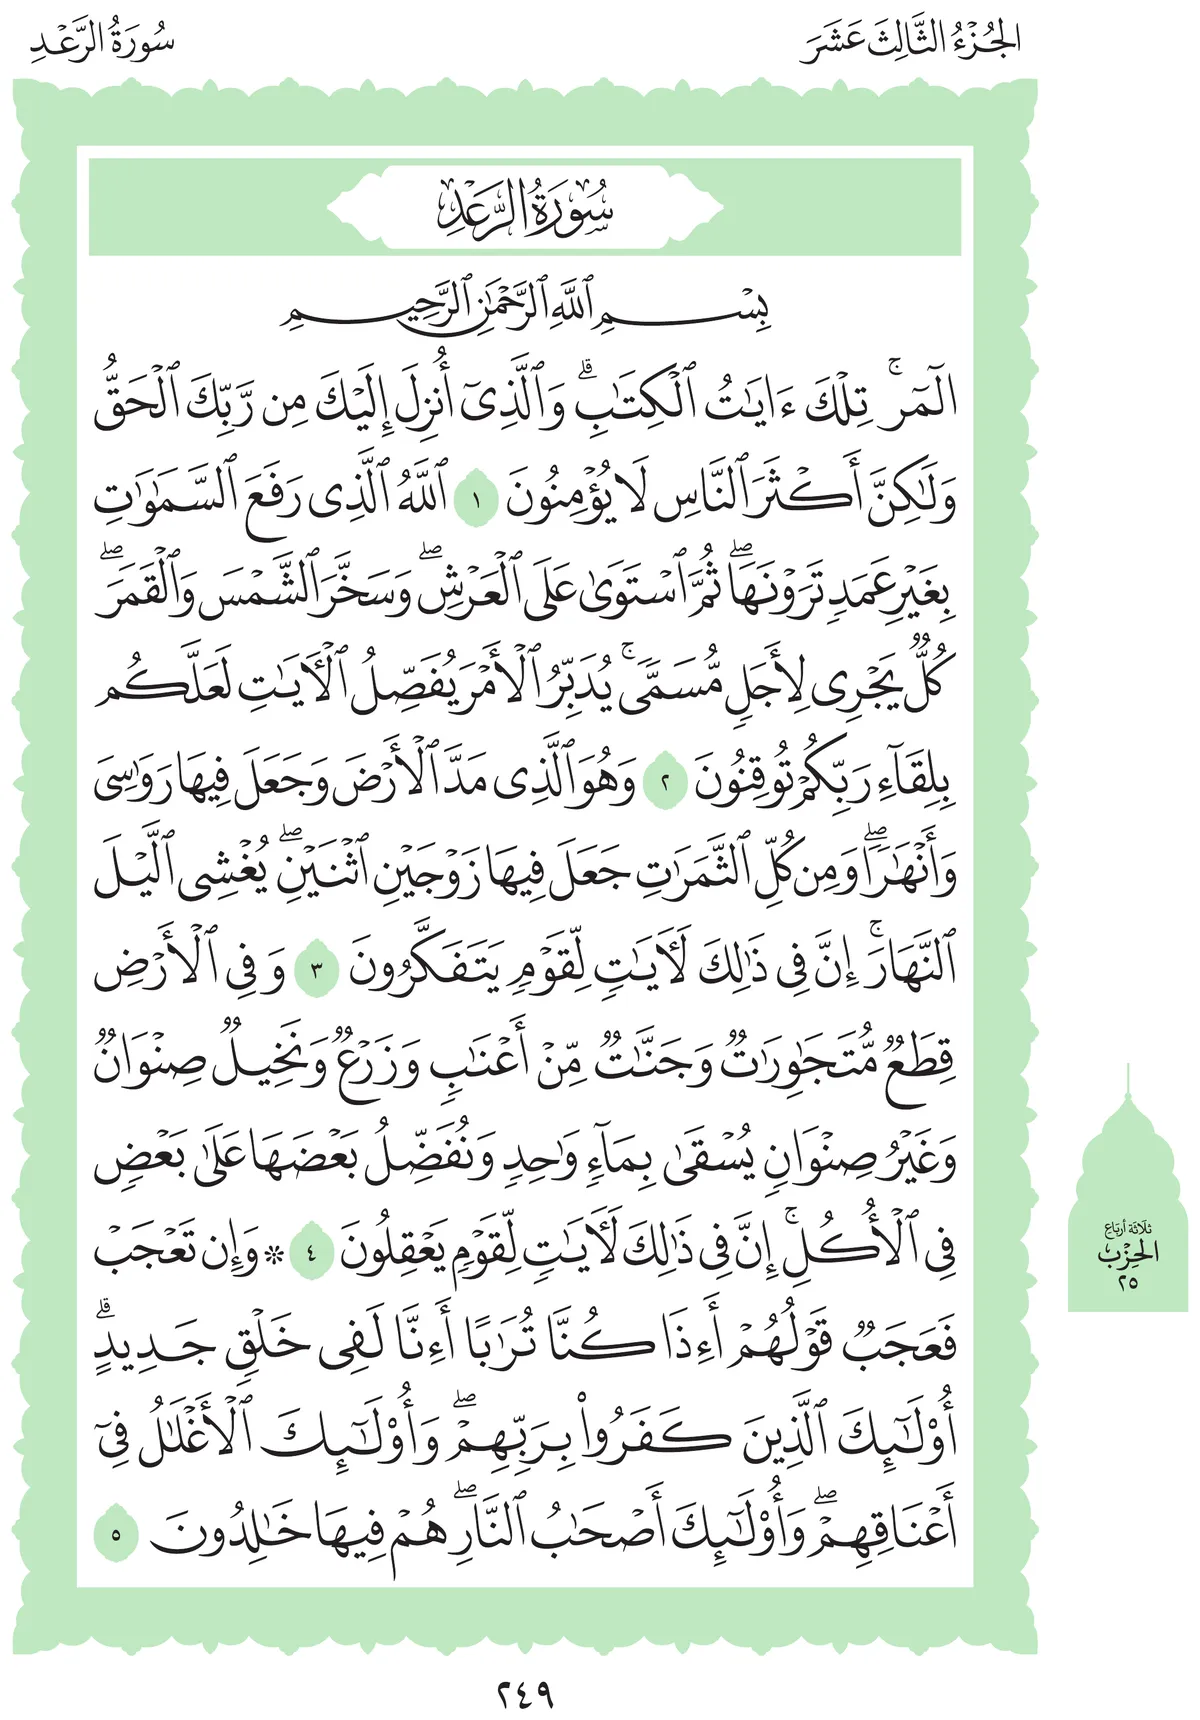 الجُزْءُ الثَّالِثَ عَشَرَ
سُورَةُ الرَّعْدِ
سُورَةُ الرَّعْدِ
بِسْمِ ٱللَّهِ ٱلرَّحْمَٰنِ ٱلرَّحِيمِ
الٓمٓرۚ تِلْكَ ءَايَٰتُ ٱلْكِتَٰبِۗ وَٱلَّذِىٓ أُنزِلَ إِلَيْكَ مِن رَّبِّكَ ٱلْحَقُّ
وَلَٰكِنَّ أَكْثَرَ ٱلنَّاسِ لَا يُؤْمِنُونَ ١ ٱللَّهُ ٱلَّذِى رَفَعَ ٱلسَّمَٰوَٰتِ
بِغَيْرِ عَمَدٍ تَرَوْنَهَاۖ ثُمَّ ٱسْتَوَىٰ عَلَى ٱلْعَرْشِۖ وَسَخَّرَ ٱلشَّمْسَ وَٱلْقَمَرَۖ
كُلٌّ يَجْرِى لِأَجَلٍ مُّسَمًّىۚ يُدَبِّرُ ٱلْأَمْرَ يُفَصِّلُ ٱلْءَايَٰتِ لَعَلَّكُم
بِلِقَآءِ رَبِّكُمْ تُوقِنُونَ ٢ وَهُوَ ٱلَّذِى مَدَّ ٱلْأَرْضَ وَجَعَلَ فِيهَا رَوَٰسِىَ
وَأَنْهَٰرًاۖ وَمِن كُلِّ ٱلثَّمَرَٰتِ جَعَلَ فِيهَا زَوْجَيْنِ ٱثْنَيْنِۖ يُغْشِى ٱلَّيْلَ
ٱلنَّهَارَۚ إِنَّ فِى ذَٰلِكَ لَءَايَٰتٍ لِّقَوْمٍ يَتَفَكَّرُونَ ٣ وَفِى ٱلْأَرْضِ
قِطَعٌ مُّتَجَٰوِرَٰتٌ وَجَنَّٰتٌ مِّنْ أَعْنَٰبٍ وَزَرْعٌ وَنَخِيلٌ صِنْوَانٌ
وَغَيْرُ صِنْوَانٍ يُسْقَىٰ بِمَآءٍ وَٰحِدٍ وَنُفَضِّلُ بَعْضَهَا عَلَىٰ بَعْضٍ
فِى ٱلْأُكُلِۚ إِنَّ فِى ذَٰلِكَ لَءَايَٰتٍ لِّقَوْمٍ يَعْقِلُونَ ٤ ۞ وَإِن تَعْجَبْ
فَعَجَبٌ قَوْلُهُمْ أَءِذَا كُنَّا تُرَٰبًا أَءِنَّا لَفِى خَلْقٍ جَدِيدٍۗ
أُو۟لَٰٓئِكَ ٱلَّذِينَ كَفَرُوا۟ بِرَبِّهِمْۖ وَأُو۟لَٰٓئِكَ ٱلْأَغْلَٰلُ فِىٓ
أَعْنَاقِهِمْۖ وَأُو۟لَٰٓئِكَ أَصْحَٰبُ ٱلنَّارِۖ هُمْ فِيهَا خَٰلِدُونَ ٥
ثلاثة أرباع
الحِزْب
٢٥
٢٤٩